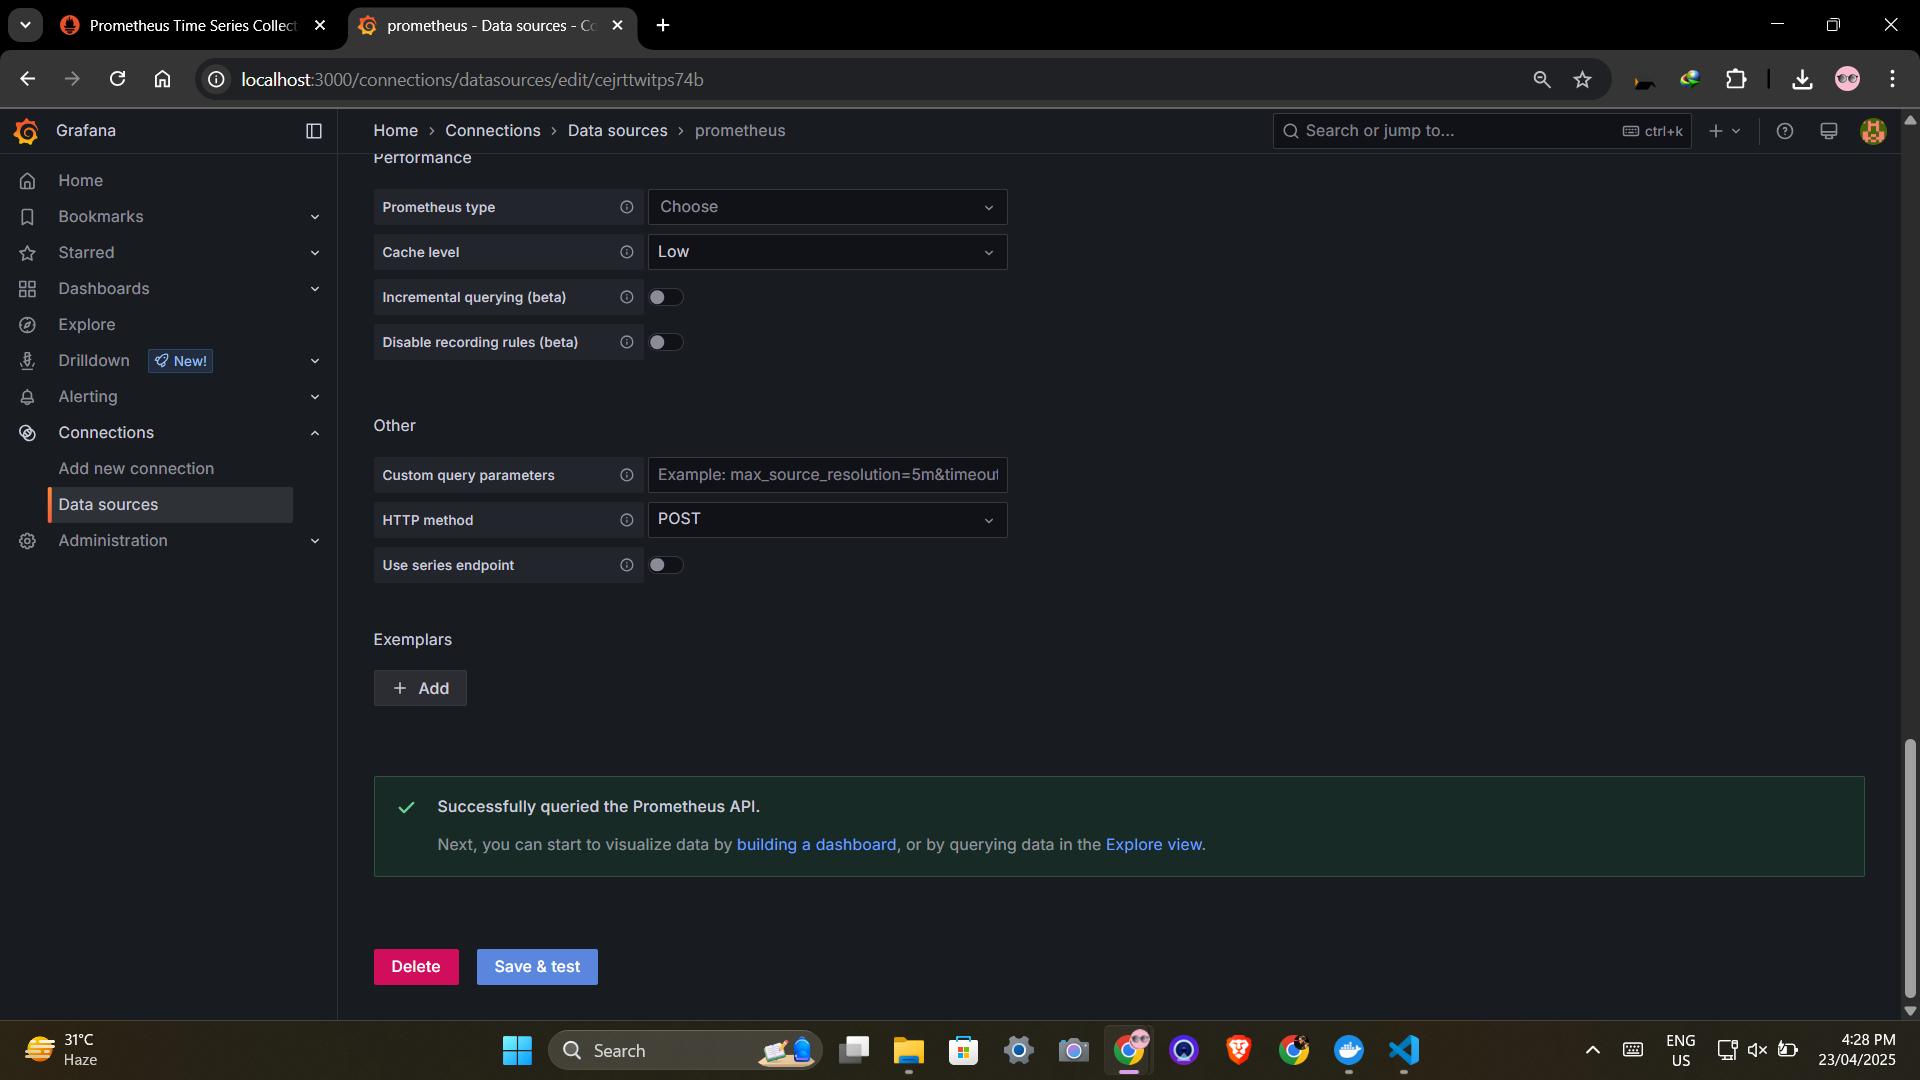 Prometheus Time Series Collect
prometheus - Data sources - Co
localhost:3000/connections/datasources/edit/cejrttwitps74b
Grafana
Home › Connections › Data sources › prometheus
Search or jump to...
ctrl+k
Home
Bookmarks
Starred
Dashboards
Explore
Drilldown
New!
Alerting
Connections
Add new connection
Data sources
Administration
Performance
Prometheus type
Choose
Cache level
Low
Incremental querying (beta)
Disable recording rules (beta)
Other
Custom query parameters
Example: max_source_resolution=5m&timeout
HTTP method
POST
Use series endpoint
Exemplars
+ Add
Successfully queried the Prometheus API.
Next, you can start to visualize data by building a dashboard, or by querying data in the Explore view.
Delete
Save & test
31°C
Haze
Search
ENG
US
4:28 PM
23/04/2025